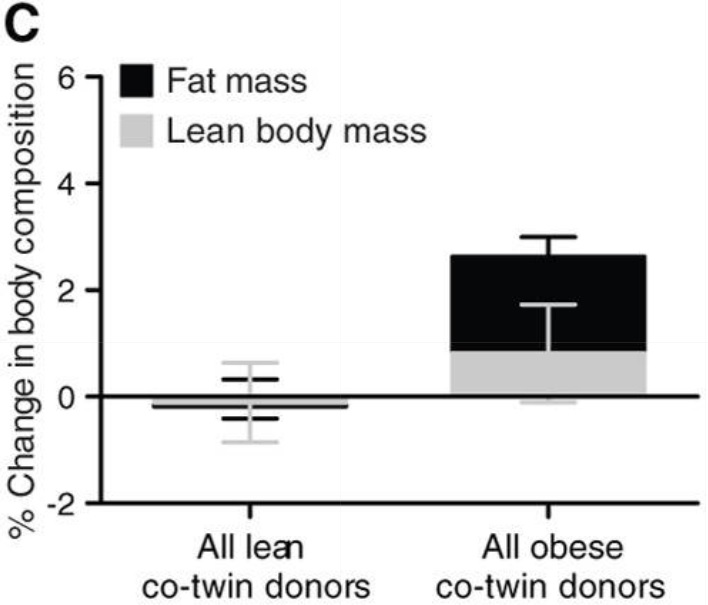 C
% Change in body composition
6
4
2
0
-2
Fat mass
Lean body mass
All lean
co-twin donors
All obese
co-twin donors